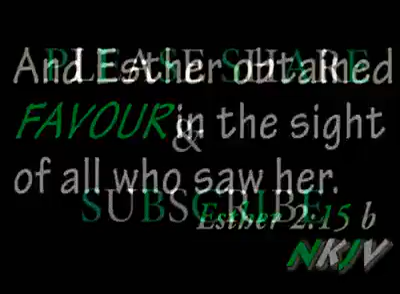 PLEASE SHARE
And Esther obtained
FAVOUR in the sight
&
of all who saw her.
SUBSCRIBE
Esther 2:15 b
NKJV